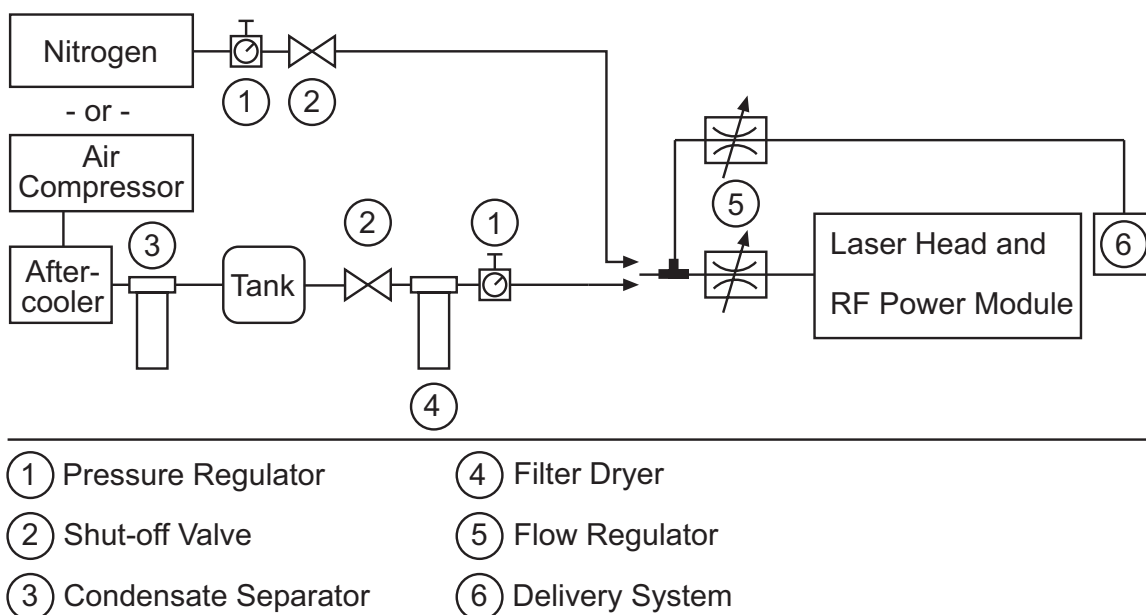 Nitrogen
1
2
- or -
Air
Compressor
5
3
2
1
After-
cooler
Tank
Laser Head and
RF Power Module
6
4
1 Pressure Regulator
4 Filter Dryer
2 Shut-off Valve
5 Flow Regulator
3 Condensate Separator
6 Delivery System